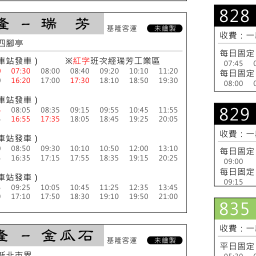 隆 – 瑞 芳
基隆客運 未繪製
四腳亭
車站發車） ※紅字班次經瑞芳工業區
07:30 08:00 08:40 09:20 10:10 11:20
16:20 17:00 17:30 18:10 18:50 19:30
車站發車）
08:05 08:35 09:15 09:55 10:45 11:55
16:55 17:35 18:05 18:45 19:25 20:05
車站發車）
08:50 09:30 10:10 10:50 12:00 13:10
16:35 17:15 17:55 18:35 19:15 20:25
車站發車）
09:25 10:05 10:45 11:25 12:35 13:45
17:10 17:50 18:30 19:10 19:50 21:00
隆 – 金瓜石
基隆客運 未繪製
828
收費：一
每日固定
07:45
每日固定
08:00
829
收費：一
每日固定
09:00
每日固定
09:15
835
收費：一
平日固定